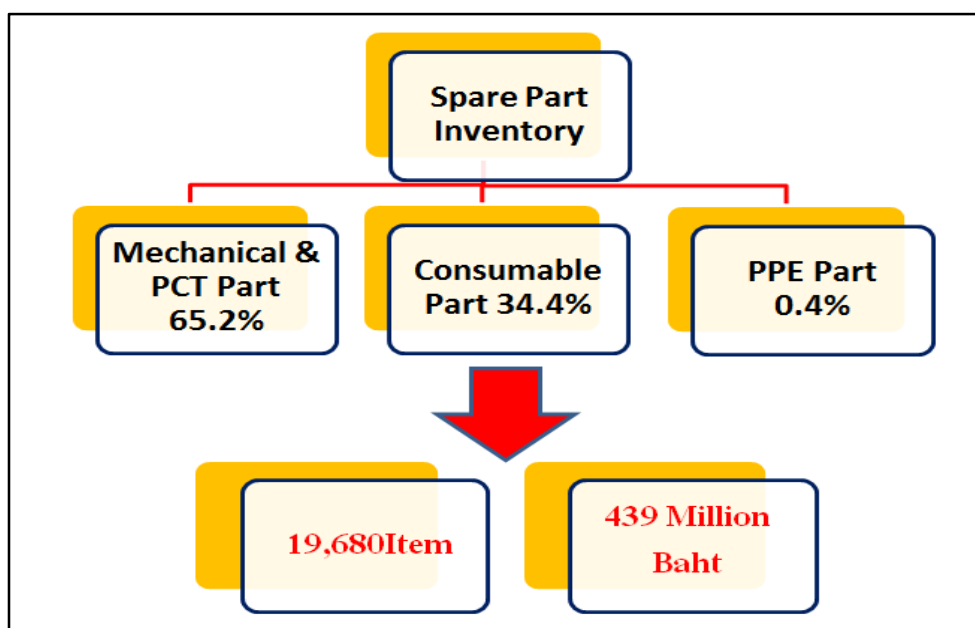 Spare Part
Inventory
Mechanical &
PCT Part
65.2%
Consumable
Part 34.4%
PPE Part
0.4%
19,680Item
439 Million
Baht